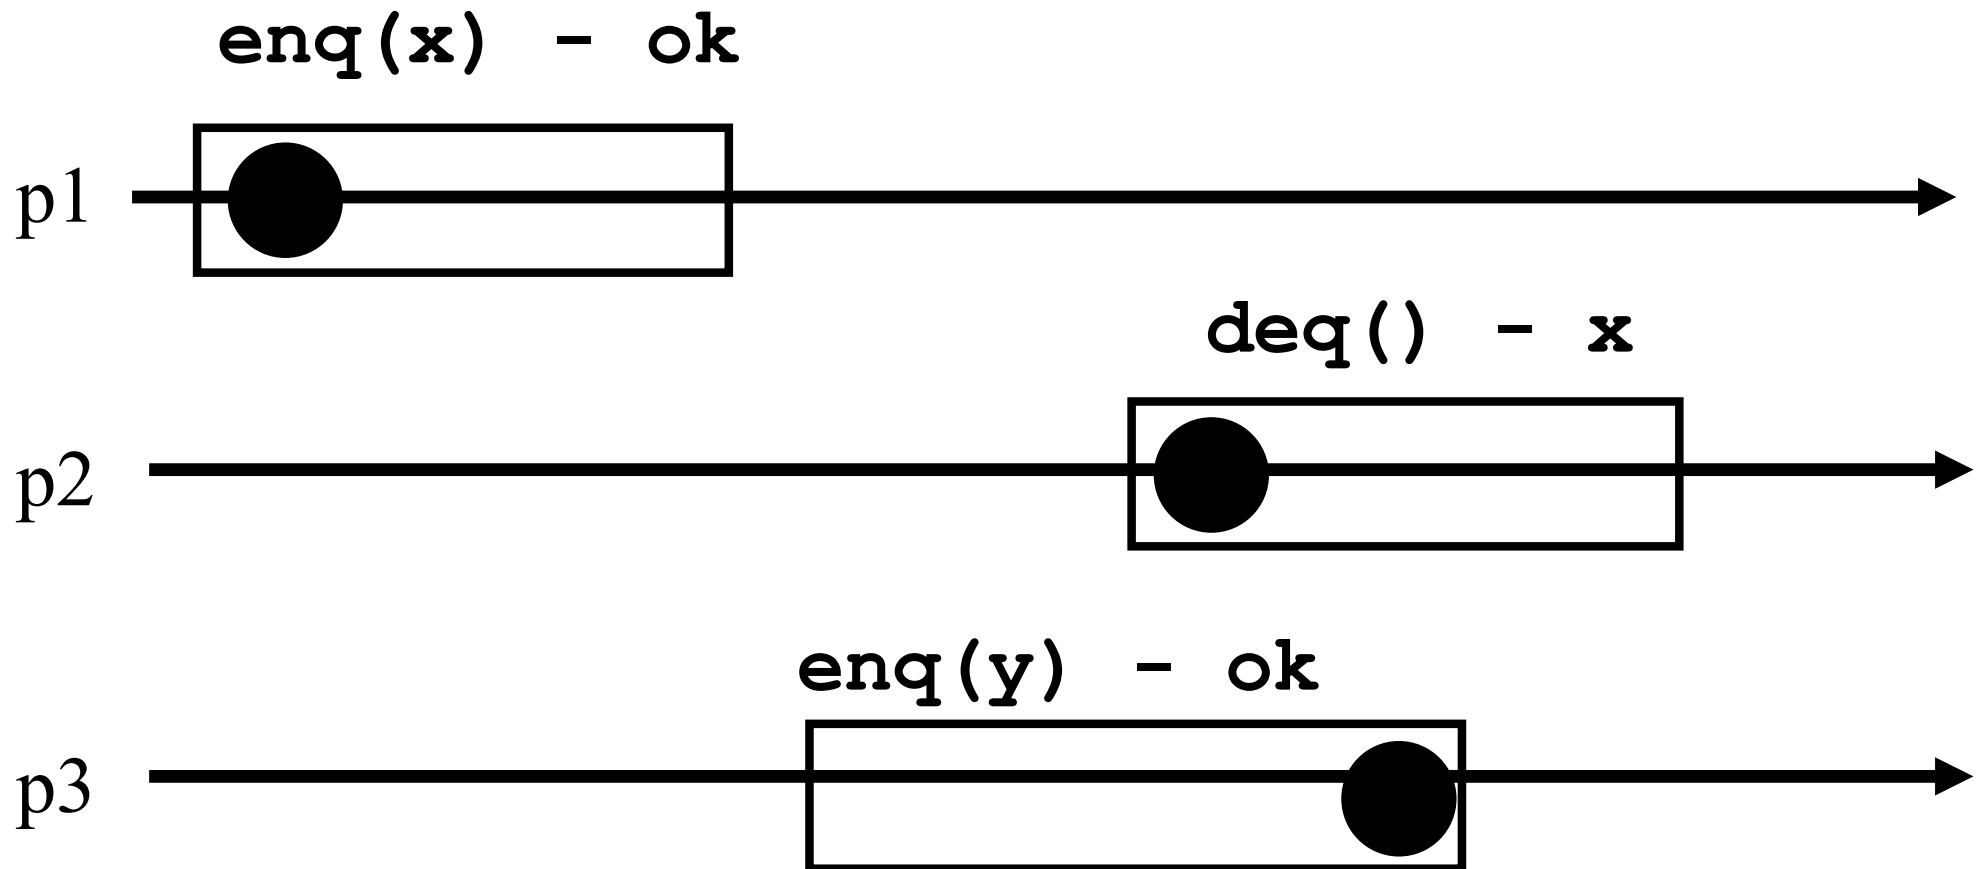 enq(x) - ok
p1
deq() - x
p2
enq(y) - ok
p3